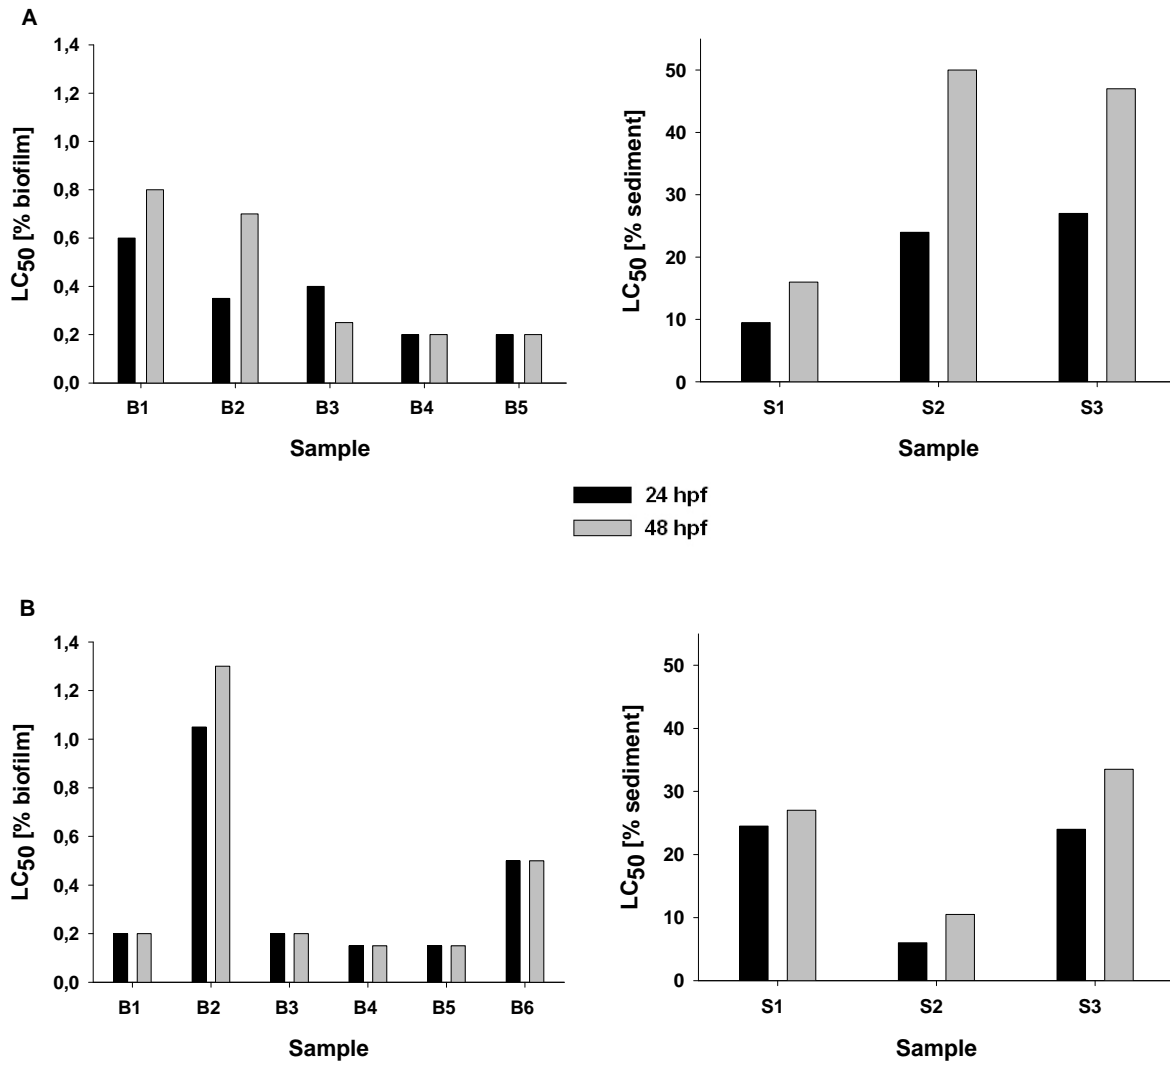 A
LC50 [% biofilm]
1,4
1,2
1,0
0,8
0,6
0,4
0,2
0,0
B1 B2 B3 B4 B5
Sample
LC50 [% sediment]
50
40
30
20
10
0
S1 S2 S3
Sample
24 hpf
48 hpf
B
LC50 [% biofilm]
1,4
1,2
1,0
0,8
0,6
0,4
0,2
0,0
B1 B2 B3 B4 B5 B6
Sample
LC50 [% sediment]
50
40
30
20
10
0
S1 S2 S3
Sample